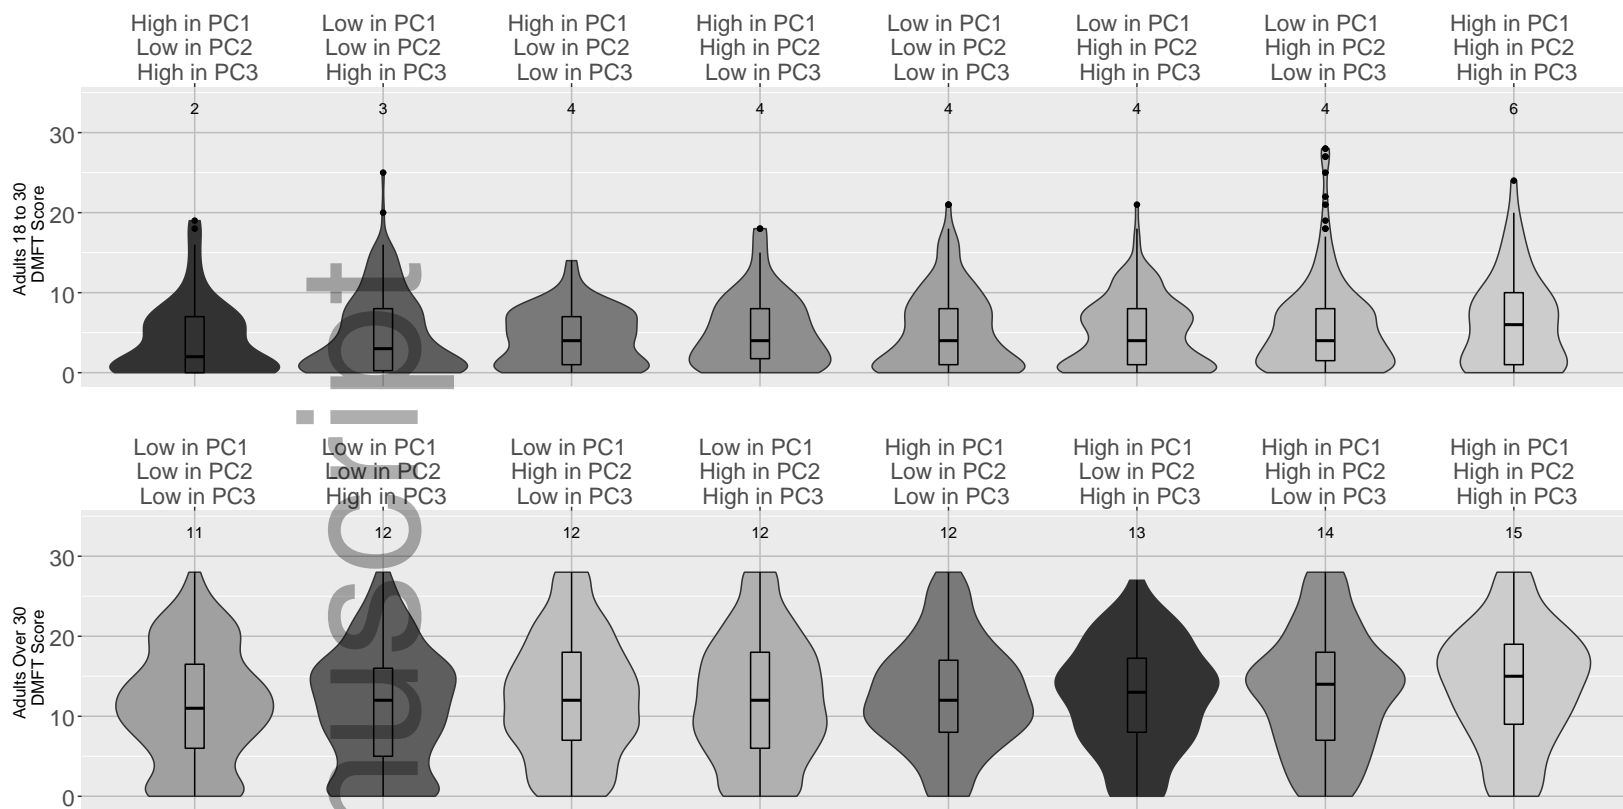 High in PC1 Low in PC1 High in PC1 High in PC1 Low in PC1 Low in PC1 Low in PC1 High in PC1
Low in PC2 Low in PC2 Low in PC2 High in PC2 Low in PC2 High in PC2 High in PC2 High in PC2
High in PC3 High in PC3 Low in PC3 Low in PC3 Low in PC3 High in PC3 Low in PC3 High in PC3
2 3 4 4 4 4 4 6
30
20
10
0
Adults 18 to 30
DMFT Score
Low in PC1 Low in PC1 Low in PC1 Low in PC1 High in PC1 High in PC1 High in PC1 High in PC1
Low in PC2 Low in PC2 High in PC2 High in PC2 Low in PC2 Low in PC2 High in PC2 High in PC2
Low in PC3 High in PC3 Low in PC3 High in PC3 Low in PC3 High in PC3 Low in PC3 High in PC3
11 12 12 12 12 13 14 15
30
20
10
0
Adults Over 30
DMFT Score
nuscript